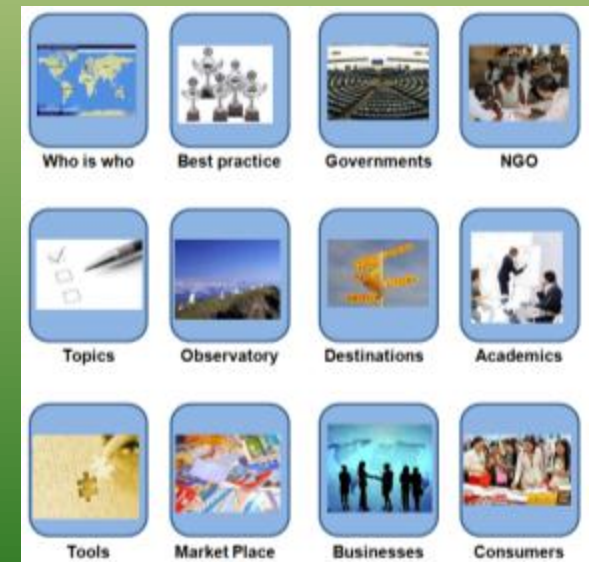 Who is who
Best practice
Governments
NGO
Topics
Observatory
Destinations
Academics
Tools
Market Place
Businesses
Consumers